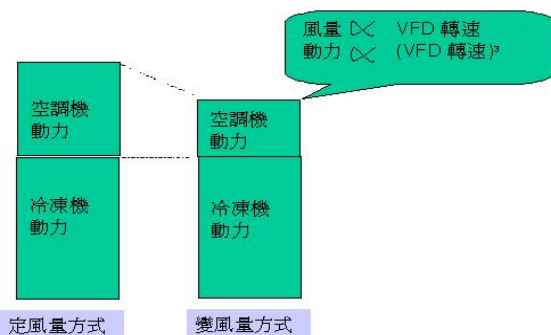 風量 ∝ VFD 轉速
動力 ∝ (VFD 轉速)³
空調機
動力
空調機
動力
冷凍機
動力
冷凍機
動力
定風量方式
變風量方式